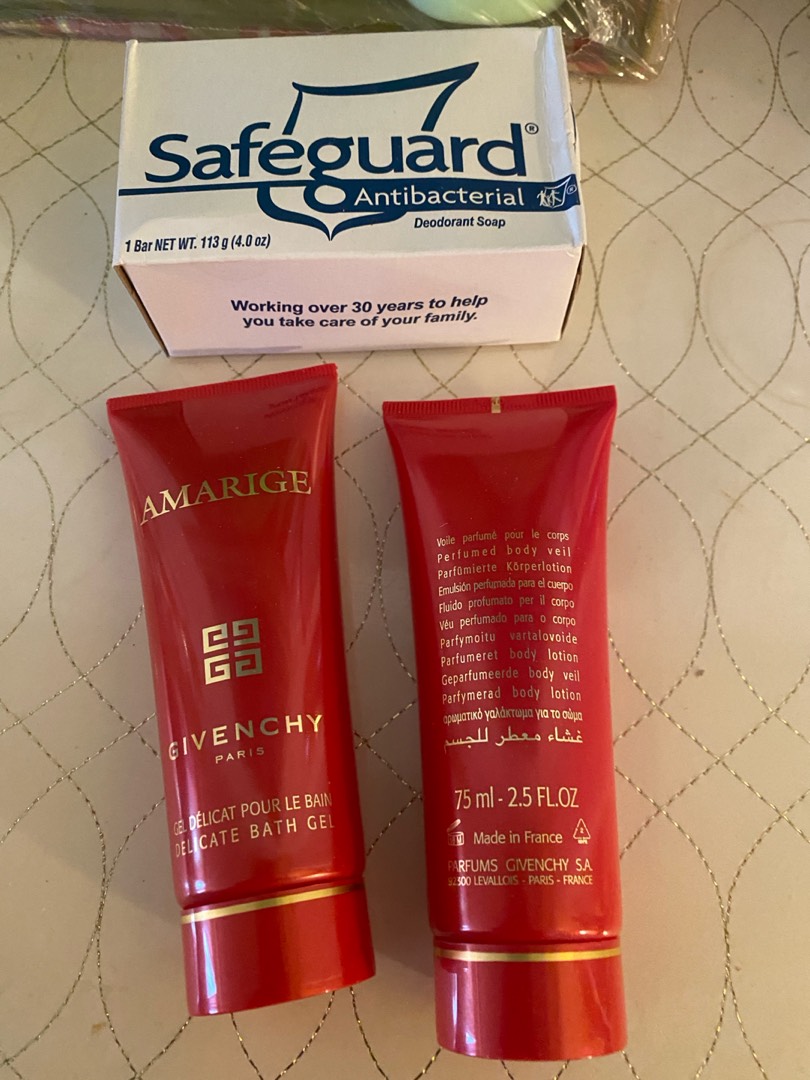 Safeguard®
Antibacterial
®
Deodorant Soap
1 Bar NET WT. 113 g (4.0 oz)
Working over 30 years to help
you take care of your family.
AMARIGE
GIVENCHY
PARIS
GEL DÉLICAT POUR LE BAIN
DELICATE BATH GEL
Voile parfumé pour le corps
Perfumed body veil
Parfümierte Körperlotion
Emulsión perfumada para el cuerpo
Fluido profumato per il corpo
Véu perfumado para o corpo
Parfymoitu vartalovoide
Parfumeret body lotion
Geparfumeerde body veil
Parfymerad body lotion
αρωματικό γαλάκτωμα για το σώμα
غشاء معطر للجسم
75 ml - 2.5 FL.OZ
Made in France
PARFUMS GIVENCHY S.A.
92300 LEVALLOIS - PARIS - FRANCE